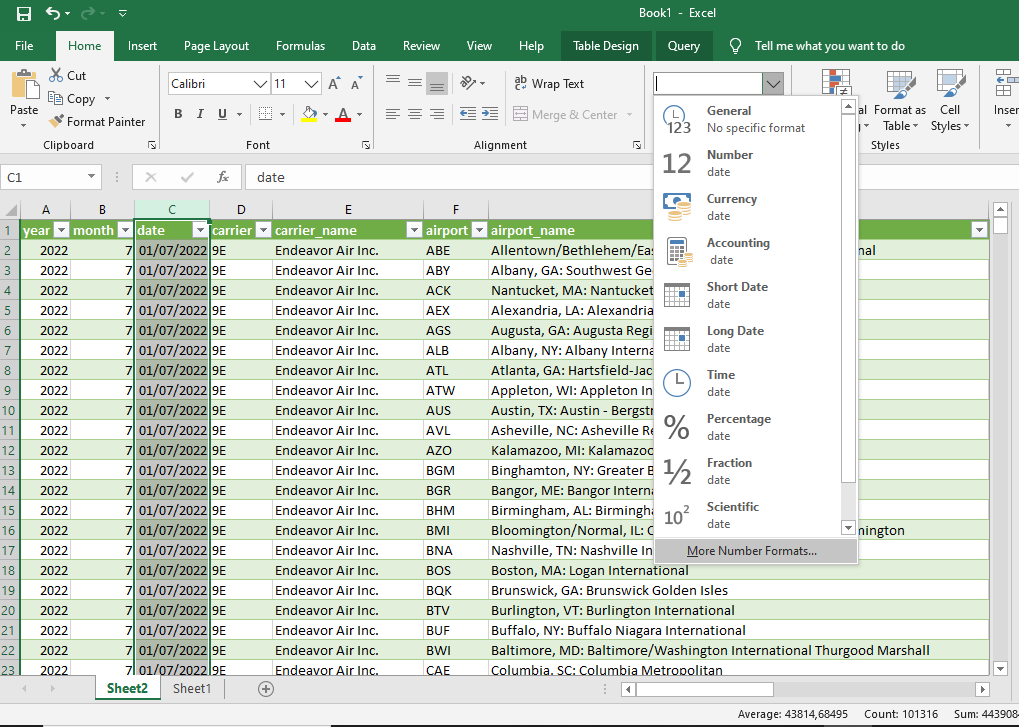 Book1 - Excel
File Home Insert Page Layout Formulas Data Review View Help Table Design Query Tell me what you want to do
Paste
Cut
Copy
Format Painter
Clipboard
Calibri 11 A A
B I U A
Font
ab Wrap Text
Merge & Center
Alignment
General
No specific format
Number
date
Currency
date
Accounting
date
Short Date
date
Long Date
date
Time
date
Percentage
date
Fraction
date
Scientific
date
More Number Formats...
123
12
%
½
10²
al Format as Cell
Table Styles
Styles
Inser
C1 fx date
A B C D E F
1 year month date carrier carrier_name airport airport_name
2 2022 7 01/07/2022 9E Endeavor Air Inc. ABE Allentown/Bethlehem/Eas nal
3 2022 7 01/07/2022 9E Endeavor Air Inc. ABY Albany, GA: Southwest Ge
4 2022 7 01/07/2022 9E Endeavor Air Inc. ACK Nantucket, MA: Nantucket
5 2022 7 01/07/2022 9E Endeavor Air Inc. AEX Alexandria, LA: Alexandria
6 2022 7 01/07/2022 9E Endeavor Air Inc. AGS Augusta, GA: Augusta Regi
7 2022 7 01/07/2022 9E Endeavor Air Inc. ALB Albany, NY: Albany Interna
8 2022 7 01/07/2022 9E Endeavor Air Inc. ATL Atlanta, GA: Hartsfield-Jac
9 2022 7 01/07/2022 9E Endeavor Air Inc. ATW Appleton, WI: Appleton In
10 2022 7 01/07/2022 9E Endeavor Air Inc. AUS Austin, TX: Austin - Bergstr
11 2022 7 01/07/2022 9E Endeavor Air Inc. AVL Asheville, NC: Asheville Re
12 2022 7 01/07/2022 9E Endeavor Air Inc. AZO Kalamazoo, MI: Kalamazoo
13 2022 7 01/07/2022 9E Endeavor Air Inc. BGM Binghamton, NY: Greater B
14 2022 7 01/07/2022 9E Endeavor Air Inc. BGR Bangor, ME: Bangor Interna
15 2022 7 01/07/2022 9E Endeavor Air Inc. BHM Birmingham, AL: Birmingha
16 2022 7 01/07/2022 9E Endeavor Air Inc. BMI Bloomington/Normal, IL: C nington
17 2022 7 01/07/2022 9E Endeavor Air Inc. BNA Nashville, TN: Nashville In
18 2022 7 01/07/2022 9E Endeavor Air Inc. BOS Boston, MA: Logan International
19 2022 7 01/07/2022 9E Endeavor Air Inc. BQK Brunswick, GA: Brunswick Golden Isles
20 2022 7 01/07/2022 9E Endeavor Air Inc. BTV Burlington, VT: Burlington International
21 2022 7 01/07/2022 9E Endeavor Air Inc. BUF Buffalo, NY: Buffalo Niagara International
22 2022 7 01/07/2022 9E Endeavor Air Inc. BWI Baltimore, MD: Baltimore/Washington International Thurgood Marshall
23 2022 7 01/07/2022 9E Endeavor Air Inc. CAE Columbia, SC: Columbia Metropolitan
Sheet2 Sheet1
Average: 43814,68495 Count: 101316 Sum: 4439084